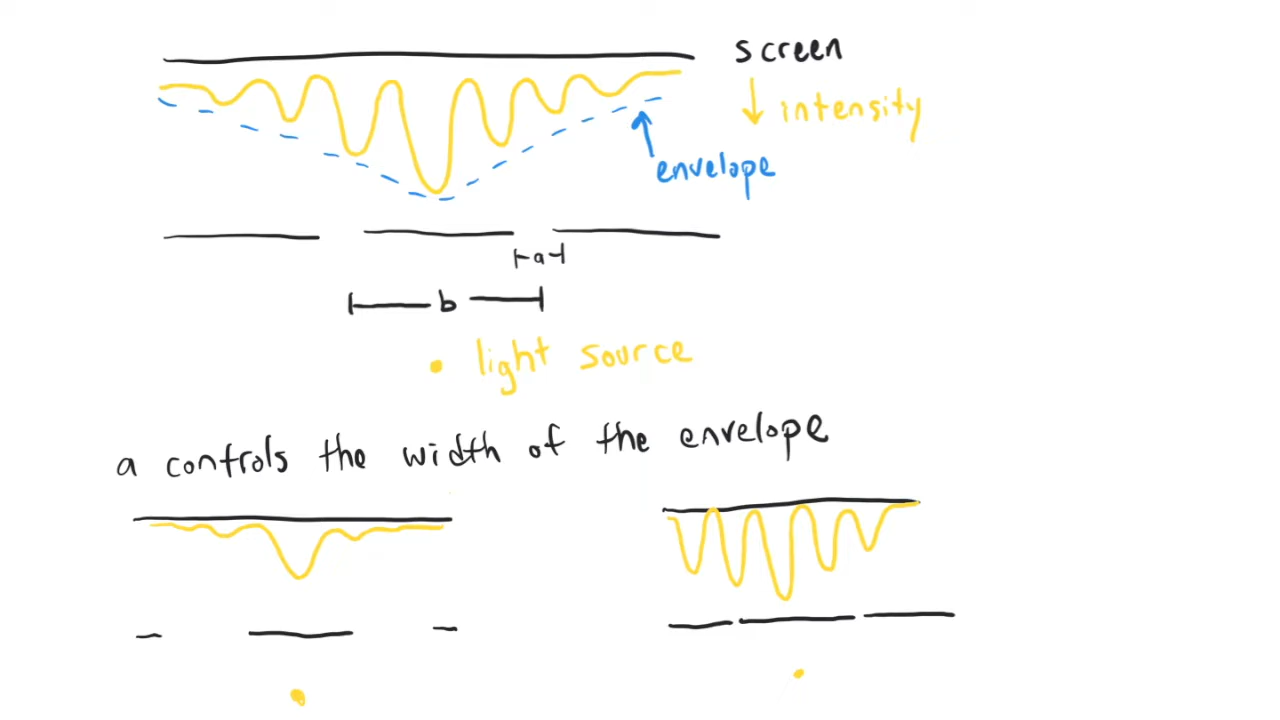 screen
↓ intensity
envelope
a
b
light source
a controls the width of the envelope